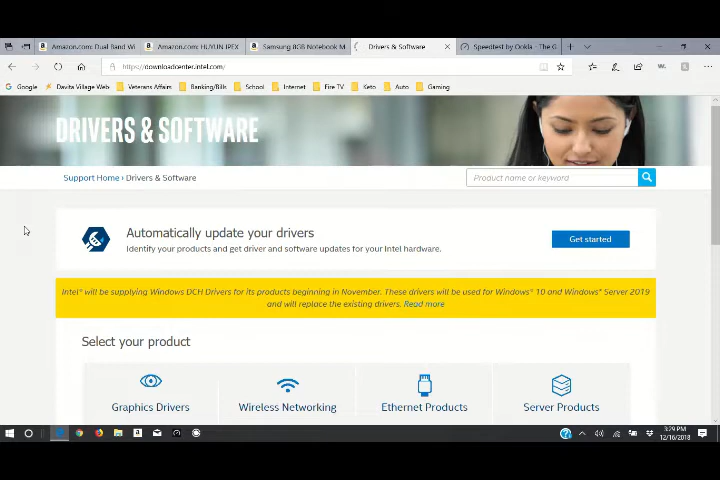 Amazon.com: Dual Band Wi
Amazon.com: HUYUN IPEX
Samsung 8GB Notebook M
Drivers & Software
Speedtest by Ookla - The G
https://downloadcenter.intel.com/
Google
Davita Village Web
Veterans Affairs
Banking/Bills
School
Internet
Fire TV
Keto
Auto
Gaming
DRIVERS & SOFTWARE
Support Home › Drivers & Software
Product name or keyword
Automatically update your drivers
Identify your products and get driver and software updates for your Intel hardware.
Get started
Intel® will be supplying Windows DCH Drivers for its products beginning in November. These drivers will be used for Windows® 10 and Windows® Server 2019
and will replace the existing drivers. Read more
Select your product
Graphics Drivers
Wireless Networking
Ethernet Products
Server Products
3:29 PM
12/16/2018